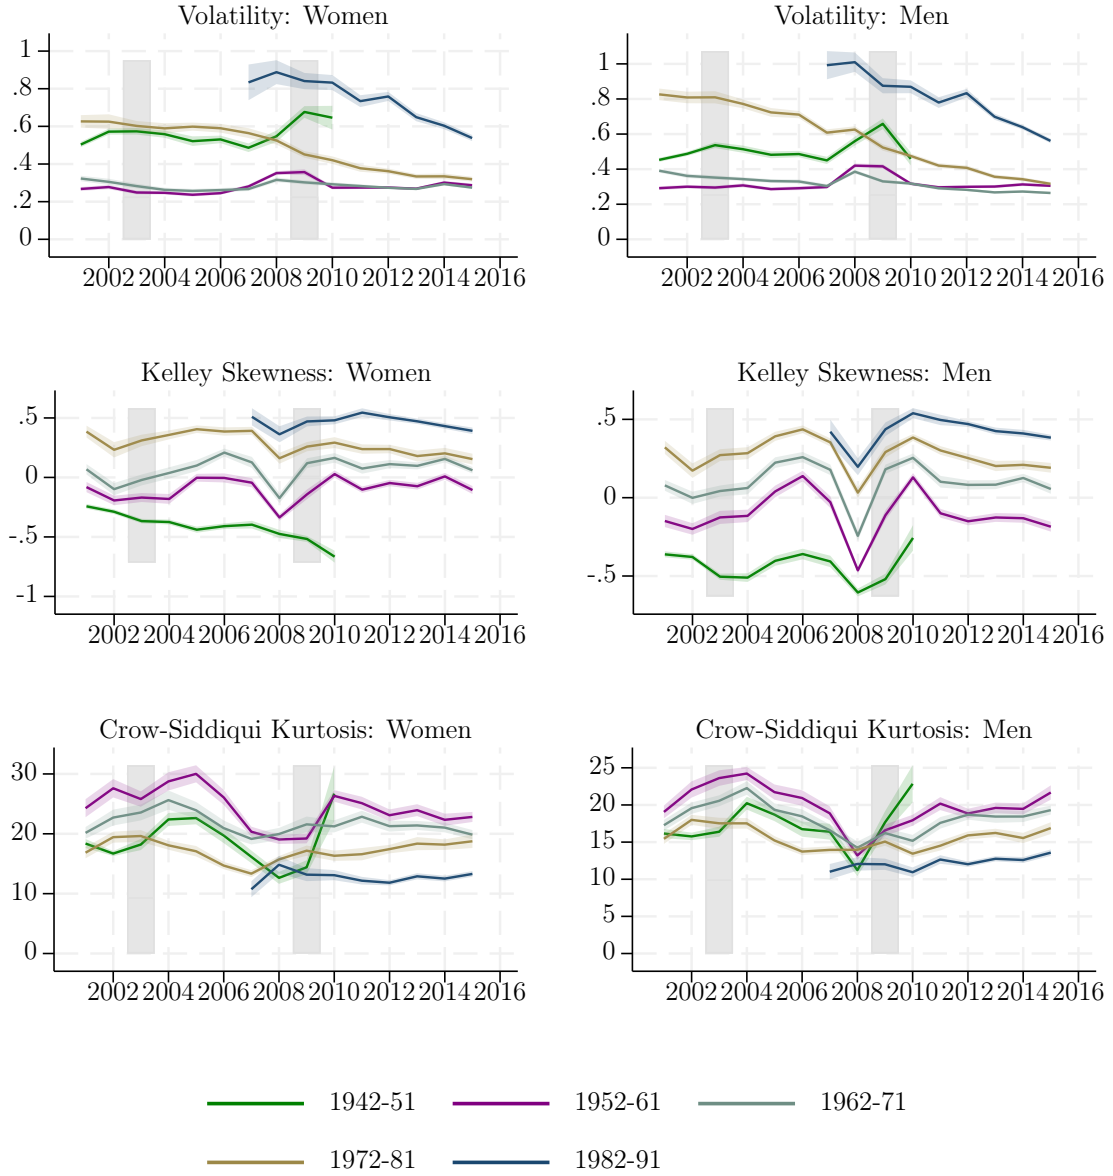 Volatility: Women
1
.8
.6
.4
.2
0
2002 2004 2006 2008 2010 2012 2014 2016
Volatility: Men
1
.8
.6
.4
.2
0
2002 2004 2006 2008 2010 2012 2014 2016
Kelley Skewness: Women
.5
0
-.5
-1
2002 2004 2006 2008 2010 2012 2014 2016
Kelley Skewness: Men
.5
0
-.5
2002 2004 2006 2008 2010 2012 2014 2016
Crow-Siddiqui Kurtosis: Women
30
20
10
0
2002 2004 2006 2008 2010 2012 2014 2016
Crow-Siddiqui Kurtosis: Men
25
20
15
10
5
0
2002 2004 2006 2008 2010 2012 2014 2016
1942-51 1952-61 1962-71
1972-81 1982-91